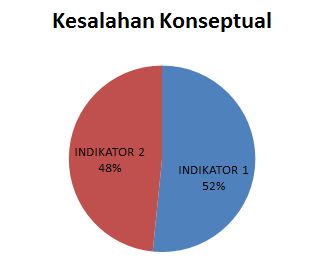 Kesalahan Konseptual
INDIKATOR 2
48%
INDIKATOR 1
52%